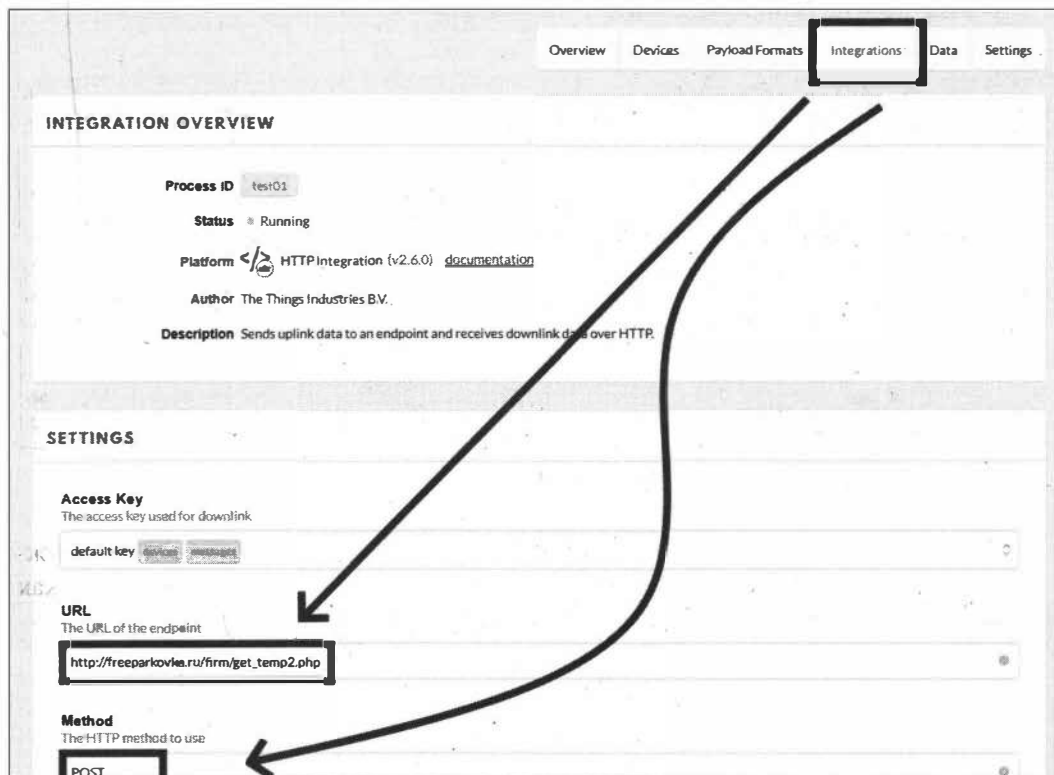 Overview Devices Payload Formats Integrations Data Settings
INTEGRATION OVERVIEW
Process ID test01
Status Running
Platform </> HTTP Integration (v2.6.0) documentation
Author The Things Industries B.V.
Description Sends uplink data to an endpoint and receives downlink data over HTTP.
SETTINGS
Access Key
The access key used for downlink
default key devices messages
URL
The URL of the endpoint
http://freeparkovka.ru/firm/get_temp2.php
Method
The HTTP method to use
POST